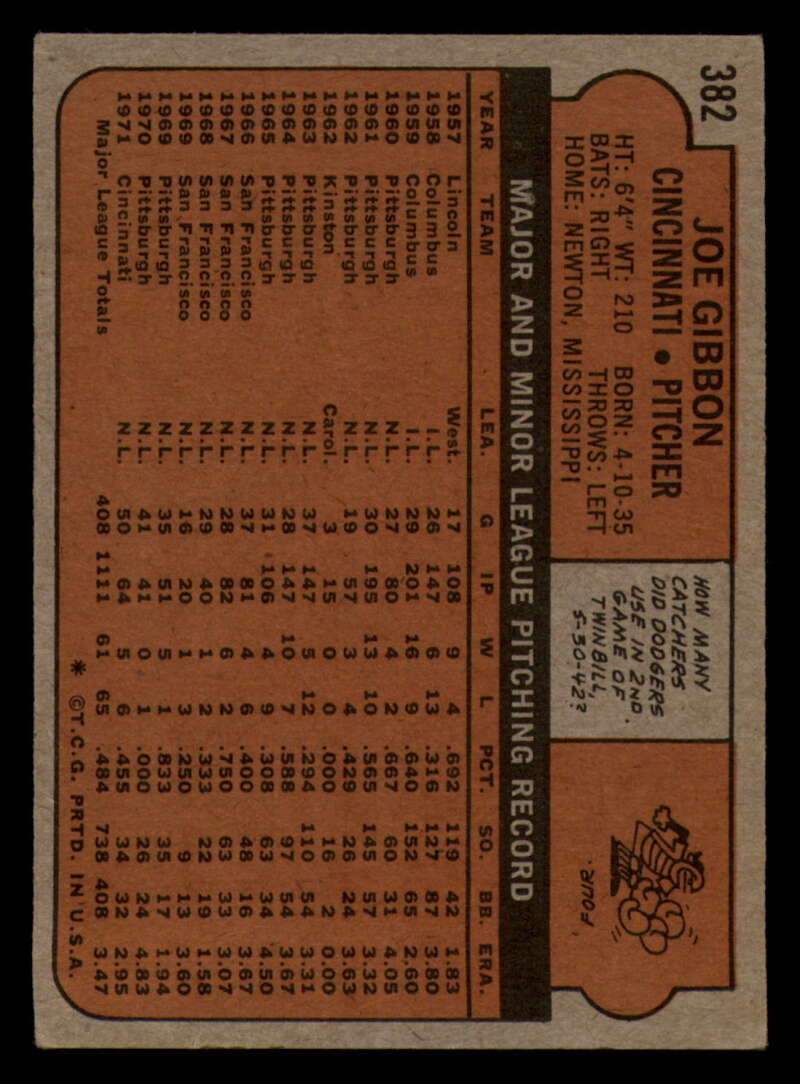 382
JOE GIBBON
CINCINNATI • PITCHER
HT: 6'4" WT: 210 BORN: 4-10-35
BATS: RIGHT THROWS: LEFT
HOME: NEWTON, MISSISSIPPI
HOW MANY
CATCHERS
DID DODGERS
USE IN 2ND.
GAME OF
TWINBILL,
5-30-42?
FOUR.
MAJOR AND MINOR LEAGUE PITCHING RECORD
YEAR TEAM LEA. G IP W L PCT. SO. BB. ERA.
1957 Lincoln West. 17 108 9 4 .692 119 42 1.83
1958 Columbus I.L. 26 147 6 13 .316 127 87 3.80
1959 Columbus I.L. 29 201 16 9 .640 152 65 2.60
1960 Pittsburgh N.L. 27 80 4 2 .667 60 31 4.05
1961 Pittsburgh N.L. 30 195 13 10 .565 145 57 3.32
1962 Pittsburgh N.L. 19 57 3 4 .429 26 24 3.63
1962 Kinston Carol. 3 15 0 0 .000 16 2 0.00
1963 Pittsburgh N.L. 37 147 5 12 .294 110 54 3.31
1964 Pittsburgh N.L. 28 147 10 7 .588 97 54 3.67
1965 Pittsburgh N.L. 31 106 4 9 .308 63 34 4.50
1966 San Francisco N.L. 37 81 4 6 .400 48 16 3.67
1967 San Francisco N.L. 28 82 6 2 .750 63 33 3.07
1968 San Francisco N.L. 29 40 1 2 .333 22 19 1.58
1969 San Francisco N.L. 16 20 1 3 .250 9 13 3.60
1969 Pittsburgh N.L. 35 51 5 1 .833 35 17 1.94
1970 Pittsburgh N.L. 41 41 0 1 .000 26 24 4.83
1971 Cincinnati N.L. 50 64 5 6 .455 34 32 2.95
Major League Totals 408 1111 61 65 .484 738 408 3.47
* ©T.C.G. PRTD. IN U.S.A.